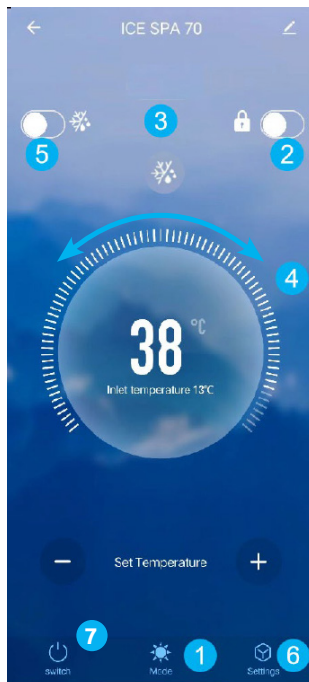 ICE SPA 70
3
5
2
4
38 °C
Inlet temperature 13°C
Set Temperature
7
1
6
switch
Mode
Settings